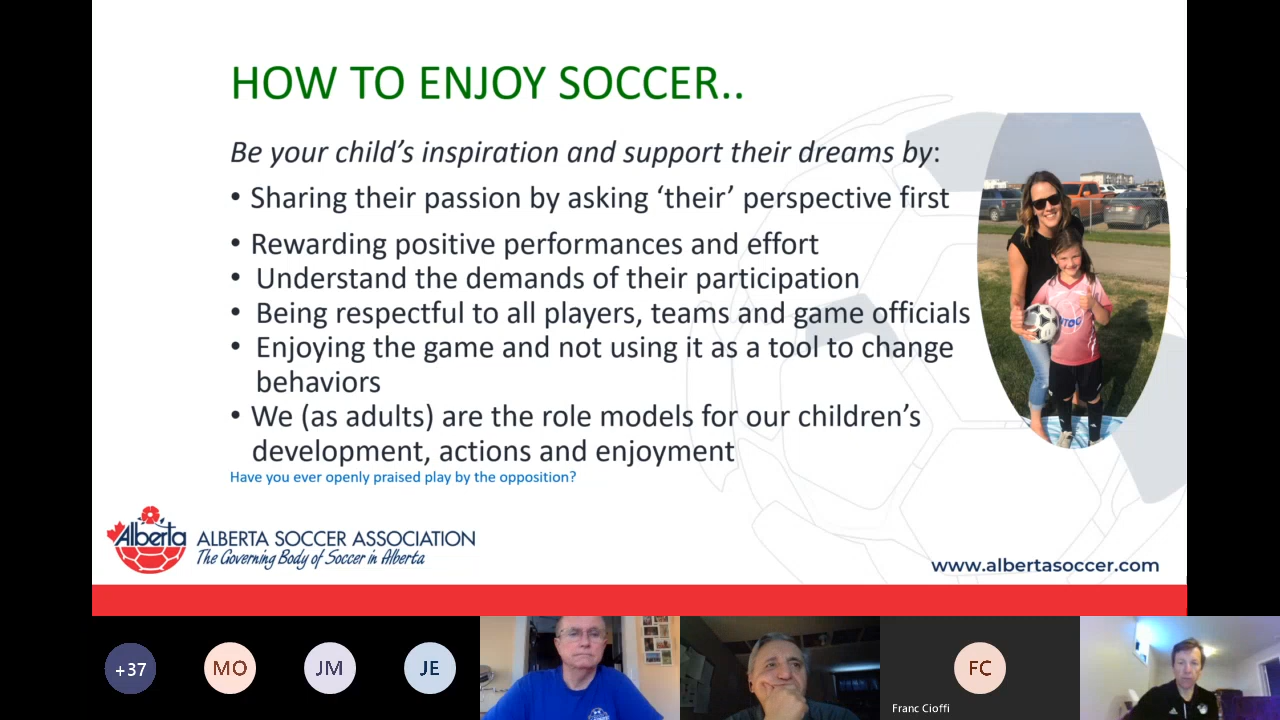 HOW TO ENJOY SOCCER..
Be your child's inspiration and support their dreams by:
• Sharing their passion by asking ‘their’ perspective first
• Rewarding positive performances and effort
• Understand the demands of their participation
• Being respectful to all players, teams and game officials
• Enjoying the game and not using it as a tool to change
behaviors
• We (as adults) are the role models for our children's
development, actions and enjoyment
Have you ever openly praised play by the opposition?
Alberta
ALBERTA SOCCER ASSOCIATION
The Governing Body of Soccer in Alberta
www.albertasoccer.com
+37
MO
JM
JE
FC
Franc Cioffi